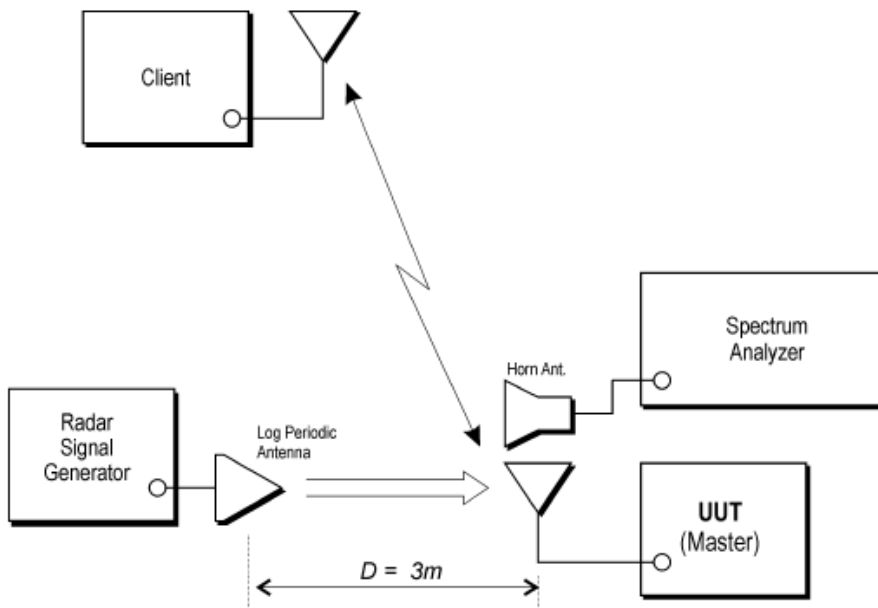 Client
Spectrum
Analyzer
Horn Ant.
Radar
Signal
Generator
Log Periodic
Antenna
UUT
(Master)
D = 3m